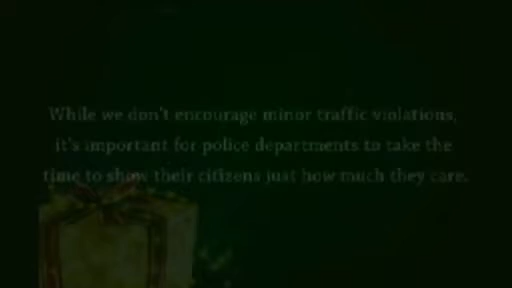 While we don't encourage minor traffic violations,
it's important for police departments to take the
time to show their citizens just how much they care.